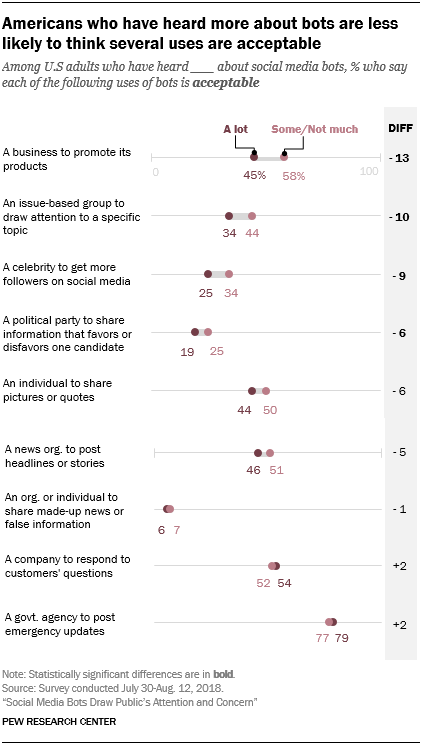 Americans who have heard more about bots are less
likely to think several uses are acceptable
Among U.S adults who have heard ___ about social media bots, % who say
each of the following uses of bots is acceptable
A lot
Some/Not much
DIFF
A business to promote its
products
0
100
45%
58%
- 13
An issue-based group to
draw attention to a specific
topic
34
44
- 10
A celebrity to get more
followers on social media
25
34
- 9
A political party to share
information that favors or
disfavors one candidate
19
25
- 6
An individual to share
pictures or quotes
44
50
- 6
A news org. to post
headlines or stories
46
51
- 5
An org. or individual to
share made-up news or
false information
6
7
- 1
A company to respond to
customers' questions
52
54
+2
A govt. agency to post
emergency updates
77
79
+2
Note: Statistically significant differences are in bold.
Source: Survey conducted July 30-Aug. 12, 2018.
“Social Media Bots Draw Public’s Attention and Concern”
PEW RESEARCH CENTER